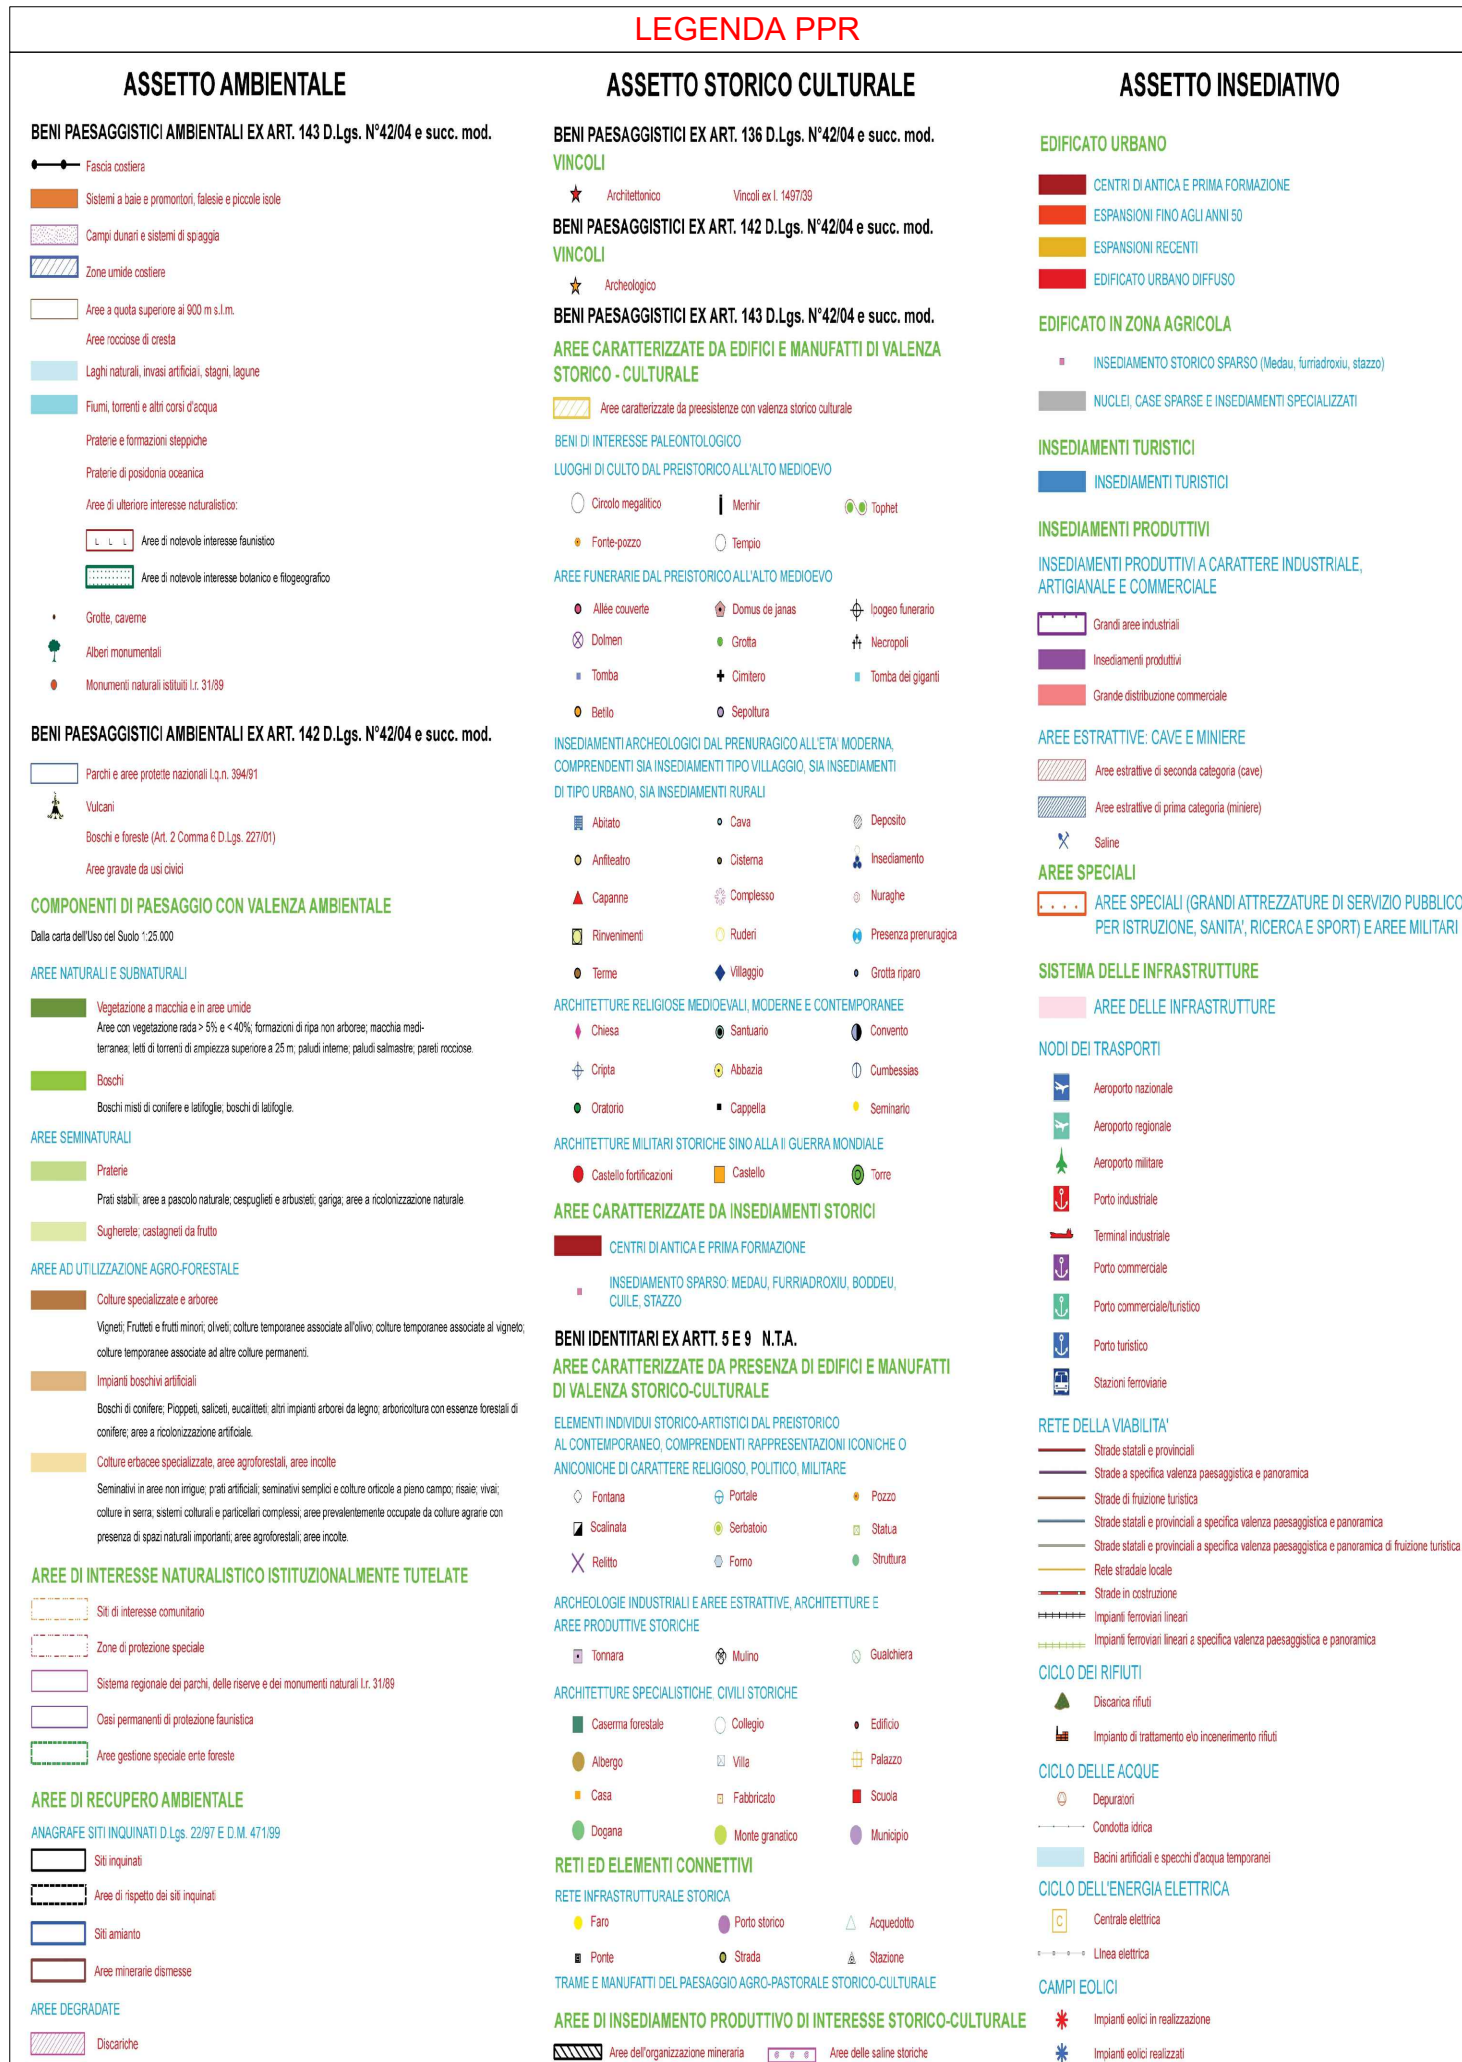 LEGENDA PPR
ASSETTO AMBIENTALE
BENI PAESAGGISTICI AMBIENTALI EX ART. 143 D.Lgs. N°42/04 e succ. mod.
Fascia costiera
Sistemi a baie e promontori, falesie e piccole isole
Campi dunari e sistemi di spiaggia
Zone umide costiere
Aree a quota superiore ai 900 m s.l.m.
Aree rocciose di cresta
Laghi naturali, invasi artificiali, stagni, lagune
Fiumi, torrenti e altri corsi d'acqua
Praterie e formazioni steppiche
Praterie di posidonia oceanica
Aree di ulteriore interesse naturalistico:
Aree di notevole interesse faunistico
Aree di notevole interesse botanico e fitogeografico
Grotte, caverne
Alberi monumentali
Monumenti naturali istituiti l.r. 31/89
BENI PAESAGGISTICI AMBIENTALI EX ART. 142 D.Lgs. N°42/04 e succ. mod.
Parchi e aree protette nazionali l.q.n. 394/91
Vulcani
Boschi e foreste (Art. 2 Comma 6 D.Lgs. 227/01)
Aree gravate da usi civici
COMPONENTI DI PAESAGGIO CON VALENZA AMBIENTALE
Dalla carta dell'Uso del Suolo 1:25.000
AREE NATURALI E SUBNATURALI
Vegetazione a macchia e in aree umide
Aree con vegetazione rada > 5% e < 40%; formazioni di ripa non arboree; macchia medi-
terranea; letti di torrenti di ampiezza superiore a 25 m; paludi interne; paludi salmastre; pareti rocciose.
Boschi
Boschi misti di conifere e latifoglie; boschi di latifoglie.
AREE SEMINATURALI
Praterie
Prati stabili; aree a pascolo naturale; cespuglieti e arbusteti; gariga; aree a ricolonizzazione naturale.
Sugherete; castagneti da frutto
AREE AD UTILIZZAZIONE AGRO-FORESTALE
Colture specializzate e arboree
Vigneti; Frutteti e frutti minori; oliveti; colture temporanee associate all'olivo; colture temporanee associate al vigneto;
colture temporanee associate ad altre colture permanenti.
Impianti boschivi artificiali
Boschi di conifere; Pioppeti, saliceti, eucaliteti; altri impianti arborei da legno; arboricoltura con essenze forestali di
conifere; aree a ricolonizzazione artificiale.
Colture erbacee specializzate, aree agroforestali, aree incolte
Seminativi in aree non irrigue; prati artificiali; seminativi semplici e colture orticole a pieno campo; risaie; vivai;
colture in serra; sistemi colturali e particellari complessi; aree prevalentemente occupate da colture agrarie con
presenza di spazi naturali importanti; aree agroforestali; aree incolte.
AREE DI INTERESSE NATURALISTICO ISTITUZIONALMENTE TUTELATE
Siti di interesse comunitario
Zone di protezione speciale
Sistema regionale dei parchi, delle riserve e dei monumenti naturali l.r. 31/89
Oasi permanenti di protezione faunistica
Aree gestione speciale ente foreste
AREE DI RECUPERO AMBIENTALE
ANAGRAFE SITI INQUINATI D.Lgs. 22/97 E D.M. 471/99
Siti inquinati
Aree di rispetto dei siti inquinati
Siti amianto
Aree minerarie dismesse
AREE DEGRADATE
Discariche
ASSETTO STORICO CULTURALE
BENI PAESAGGISTICI EX ART. 136 D.Lgs. N°42/04 e succ. mod.
VINCOLI
Architettonico Vincoli ex l. 1497/39
BENI PAESAGGISTICI EX ART. 142 D.Lgs. N°42/04 e succ. mod.
VINCOLI
Archeologico
BENI PAESAGGISTICI EX ART. 143 D.Lgs. N°42/04 e succ. mod.
AREE CARATTERIZZATE DA EDIFICI E MANUFATTI DI VALENZA
STORICO - CULTURALE
Aree caratterizzate da preesistenze con valenza storico culturale
BENI DI INTERESSE PALEONTOLOGICO
LUOGHI DI CULTO DAL PREISTORICO ALL'ALTO MEDIOEVO
Circolo megalitico Menhir Tophet
Fonte-pozzo Tempio
AREE FUNERARIE DAL PREISTORICO ALL'ALTO MEDIOEVO
Allée couverte Domus de janas Ipogeo funerario
Dolmen Grotta Necropoli
Tomba Cimitero Tomba dei giganti
Betilo Sepoltura
INSEDIAMENTI ARCHEOLOGICI DAL PRENURAGICO ALL'ETA' MODERNA,
COMPRENDENTI SIA INSEDIAMENTI TIPO VILLAGGIO, SIA INSEDIAMENTI
DI TIPO URBANO, SIA INSEDIAMENTI RURALI
Abitato Cava Deposito
Anfiteatro Cisterna Insediamento
Capanne Complesso Nuraghe
Rinvenimenti Ruderi Presenza prenuragica
Terme Villaggio Grotta riparo
ARCHITETTURE RELIGIOSE MEDIOEVALI, MODERNE E CONTEMPORANEE
Chiesa Santuario Convento
Cripta Abbazia Cumbessias
Oratorio Cappella Seminario
ARCHITETTURE MILITARI STORICHE SINO ALLA II GUERRA MONDIALE
Castello fortificazioni Castello Torre
AREE CARATTERIZZATE DA INSEDIAMENTI STORICI
CENTRI DI ANTICA E PRIMA FORMAZIONE
INSEDIAMENTO SPARSO: MEDAU, FURRIADROXIU, BODDEU,
CUILE, STAZZO
BENI IDENTITARI EX ARTT. 5 E 9 N.T.A.
AREE CARATTERIZZATE DA PRESENZA DI EDIFICI E MANUFATTI
DI VALENZA STORICO-CULTURALE
ELEMENTI INDIVIDUI STORICO-ARTISTICI DAL PREISTORICO
AL CONTEMPORANEO, COMPRENDENTI RAPPRESENTAZIONI ICONICHE O
ANICONICHE DI CARATTERE RELIGIOSO, POLITICO, MILITARE
Fontana Portale Pozzo
Scalinata Serbatoio Statua
Relitto Forno Struttura
ARCHEOLOGIE INDUSTRIALI E AREE ESTRATTIVE, ARCHITETTURE E
AREE PRODUTTIVE STORICHE
Tonnara Mulino Gualchiera
ARCHITETTURE SPECIALISTICHE CIVILI STORICHE
Caserma forestale Collegio Edificio
Albergo Villa Palazzo
Casa Fabbricato Scuola
Dogana Monte granatico Municipio
RETI ED ELEMENTI CONNETTIVI
RETE INFRASTRUTTURALE STORICA
Faro Porto storico Acquedotto
Ponte Strada Stazione
TRAME E MANUFATTI DEL PAESAGGIO AGRO-PASTORALE STORICO-CULTURALE
AREE DI INSEDIAMENTO PRODUTTIVO DI INTERESSE STORICO-CULTURALE
Aree dell'organizzazione mineraria Aree delle saline storiche
ASSETTO INSEDIATIVO
EDIFICATO URBANO
CENTRI DI ANTICA E PRIMA FORMAZIONE
ESPANSIONI FINO AGLI ANNI 50
ESPANSIONI RECENTI
EDIFICATO URBANO DIFFUSO
EDIFICATO IN ZONA AGRICOLA
INSEDIAMENTO STORICO SPARSO (Medau, furriadroxiu, stazzo)
NUCLEI, CASE SPARSE E INSEDIAMENTI SPECIALIZZATI
INSEDIAMENTI TURISTICI
INSEDIAMENTI TURISTICI
INSEDIAMENTI PRODUTTIVI
INSEDIAMENTI PRODUTTIVI A CARATTERE INDUSTRIALE,
ARTIGIANALE E COMMERCIALE
Grandi aree industriali
Insediamenti produttivi
Grande distribuzione commerciale
AREE ESTRATTIVE: CAVE E MINIERE
Aree estrattive di seconda categoria (cave)
Aree estrattive di prima categoria (miniere)
Saline
AREE SPECIALI
AREE SPECIALI (GRANDI ATTREZZATURE DI SERVIZIO PUBBLICO
PER ISTRUZIONE, SANITA', RICERCA E SPORT) E AREE MILITARI
SISTEMA DELLE INFRASTRUTTURE
AREE DELLE INFRASTRUTTURE
NODI DEI TRASPORTI
Aeroporto nazionale
Aeroporto regionale
Aeroporto militare
Porto industriale
Terminal industriale
Porto commerciale
Porto commerciale/turistico
Porto turistico
Stazioni ferroviarie
RETE DELLA VIABILITA'
Strade statali e provinciali
Strade a specifica valenza paesaggistica e panoramica
Strade di fruizione turistica
Strade statali e provinciali a specifica valenza paesaggistica e panoramica
Strade statali e provinciali a specifica valenza paesaggistica e panoramica di fruizione turistica
Rete stradale locale
Strade in costruzione
Impianti ferroviari lineari
Impianti ferroviari lineari a specifica valenza paesaggistica e panoramica
CICLO DEI RIFIUTI
Discarica rifiuti
Impianto di trattamento e\o incenerimento rifiuti
CICLO DELLE ACQUE
Depuratori
Condotta idrica
Bacini artificiali e specchi d'acqua temporanei
CICLO DELL'ENERGIA ELETTRICA
C Centrale elettrica
Linea elettrica
CAMPI EOLICI
Impianti eolici in realizzazione
Impianti eolici realizzati